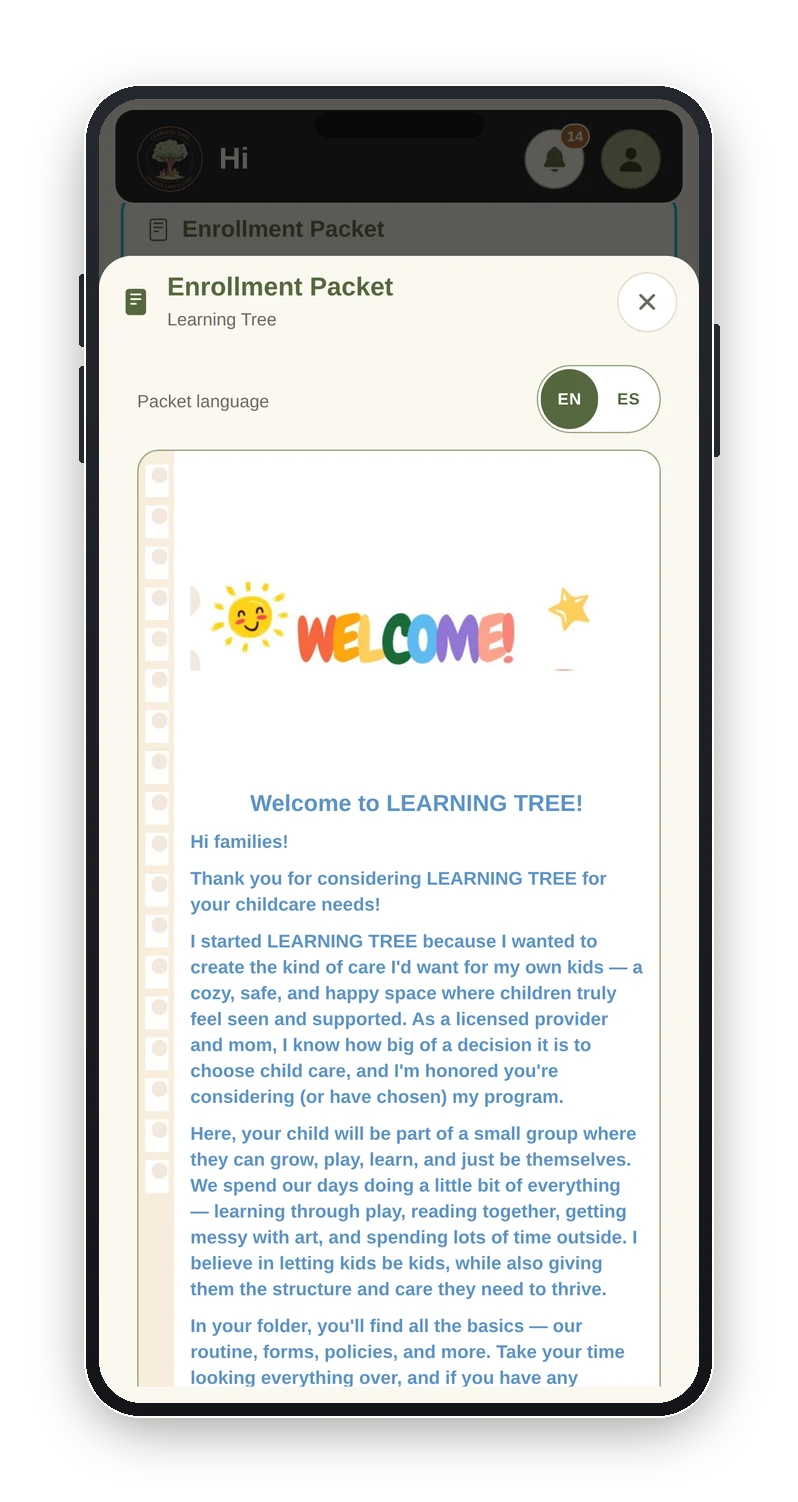 Hi
14
Enrollment Packet
Enrollment Packet
Learning Tree
Packet language
EN
ES
WELCOME!
Welcome to LEARNING TREE!
Hi families!
Thank you for considering LEARNING TREE for
your childcare needs!
I started LEARNING TREE because I wanted to
create the kind of care I'd want for my own kids — a
cozy, safe, and happy space where children truly
feel seen and supported. As a licensed provider
and mom, I know how big of a decision it is to
choose child care, and I'm honored you're
considering (or have chosen) my program.
Here, your child will be part of a small group where
they can grow, play, learn, and just be themselves.
We spend our days doing a little bit of everything
— learning through play, reading together, getting
messy with art, and spending lots of time outside. I
believe in letting kids be kids, while also giving
them the structure and care they need to thrive.
In your folder, you'll find all the basics — our
routine, forms, policies, and more. Take your time
looking everything over, and if you have any